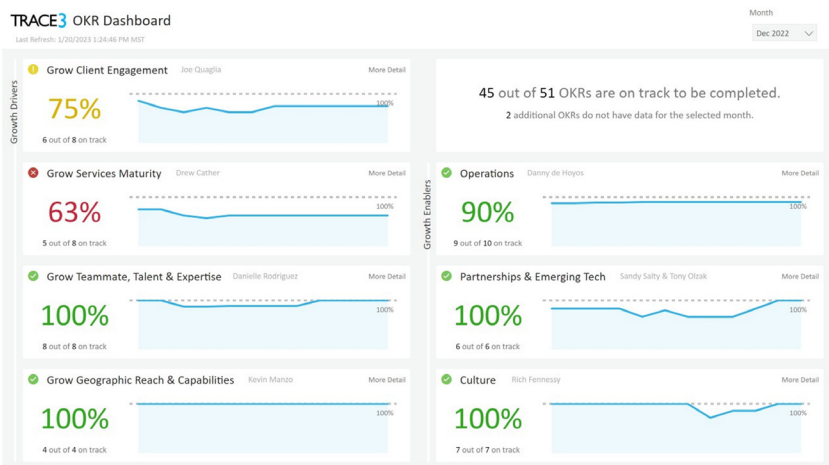 TRACE3 OKR Dashboard
Last Refresh: 1/20/2023 1:24:46 PM MST
Month
Dec 2022
Growth Drivers
Grow Client Engagement Joe Quaglia More Detail
75%
100%
6 out of 8 on track
45 out of 51 OKRs are on track to be completed.
2 additional OKRs do not have data for the selected month.
Grow Services Maturity Drew Cather More Detail
63%
100%
5 out of 8 on track
Growth Enablers
Operations Danny de Hoyos More Detail
90%
100%
9 out of 10 on track
Grow Teammate, Talent & Expertise Danielle Rodriguez More Detail
100%
100%
8 out of 8 on track
Partnerships & Emerging Tech Sandy Salty & Tony Olzak More Detail
100%
100%
6 out of 6 on track
Grow Geographic Reach & Capabilities Kevin Manzo More Detail
100%
100%
4 out of 4 on track
Culture Rich Fennessy More Detail
100%
100%
7 out of 7 on track